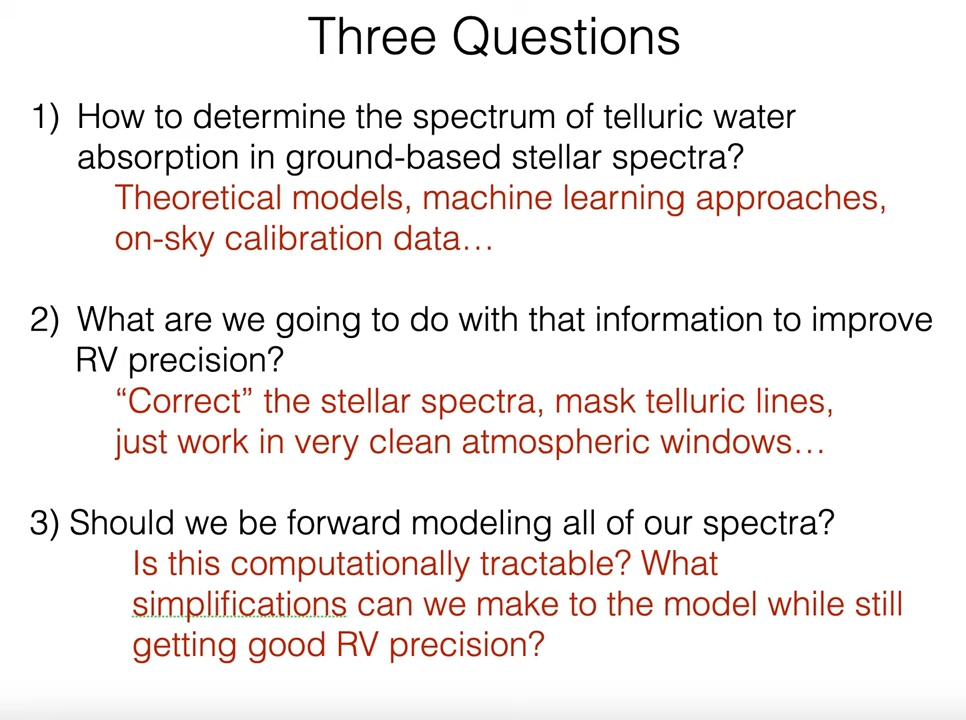 Three Questions
1) How to determine the spectrum of telluric water
absorption in ground-based stellar spectra?
Theoretical models, machine learning approaches,
on-sky calibration data…
2) What are we going to do with that information to improve
RV precision?
“Correct” the stellar spectra, mask telluric lines,
just work in very clean atmospheric windows…
3) Should we be forward modeling all of our spectra?
Is this computationally tractable? What
simplifications can we make to the model while still
getting good RV precision?